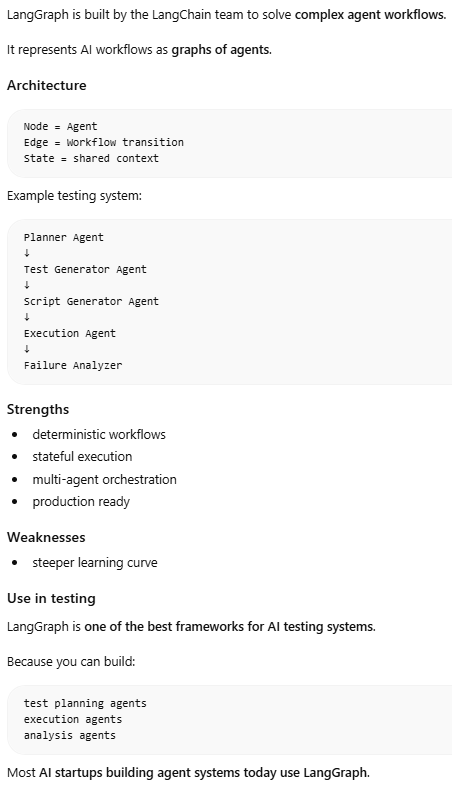 LangGraph is built by the LangChain team to solve complex agent workflows.
It represents AI workflows as graphs of agents.
Architecture
Node = Agent
Edge = Workflow transition
State = shared context
Example testing system:
Planner Agent
↓
Test Generator Agent
↓
Script Generator Agent
↓
Execution Agent
↓
Failure Analyzer
Strengths
• deterministic workflows
• stateful execution
• multi-agent orchestration
• production ready
Weaknesses
• steeper learning curve
Use in testing
LangGraph is one of the best frameworks for AI testing systems.
Because you can build:
test planning agents
execution agents
analysis agents
Most AI startups building agent systems today use LangGraph.